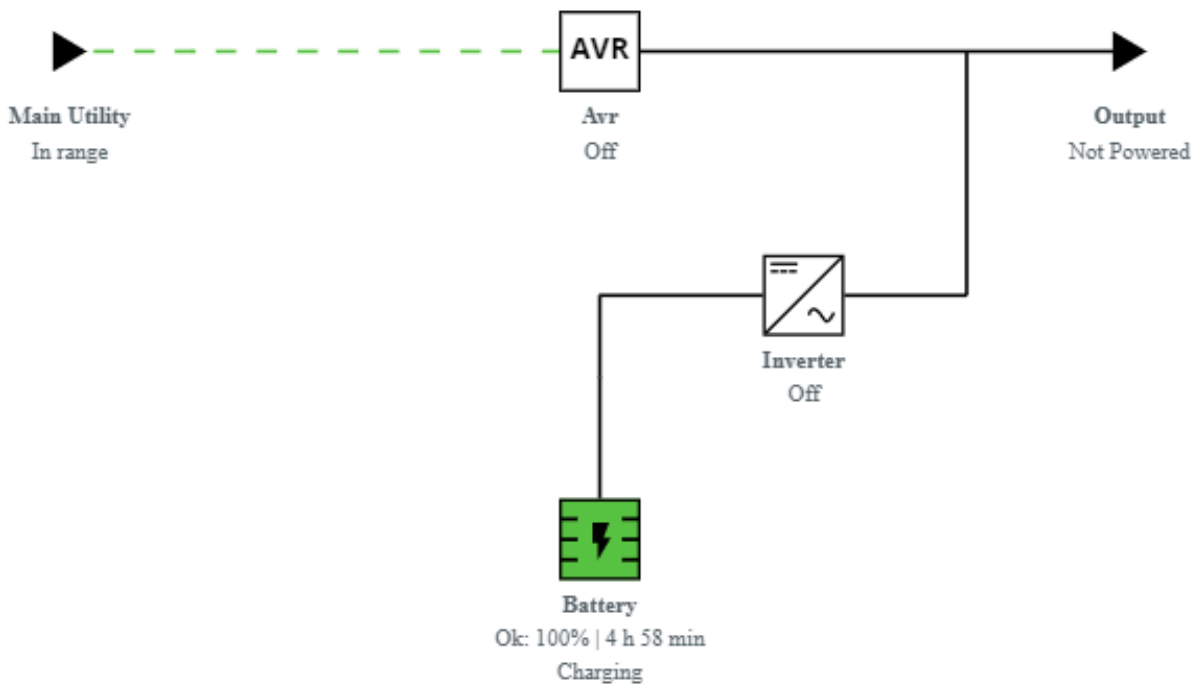 AVR
Main Utility
In range
Avr
Off
Output
Not Powered
Inverter
Off
Battery
Ok: 100% | 4 h 58 min
Charging